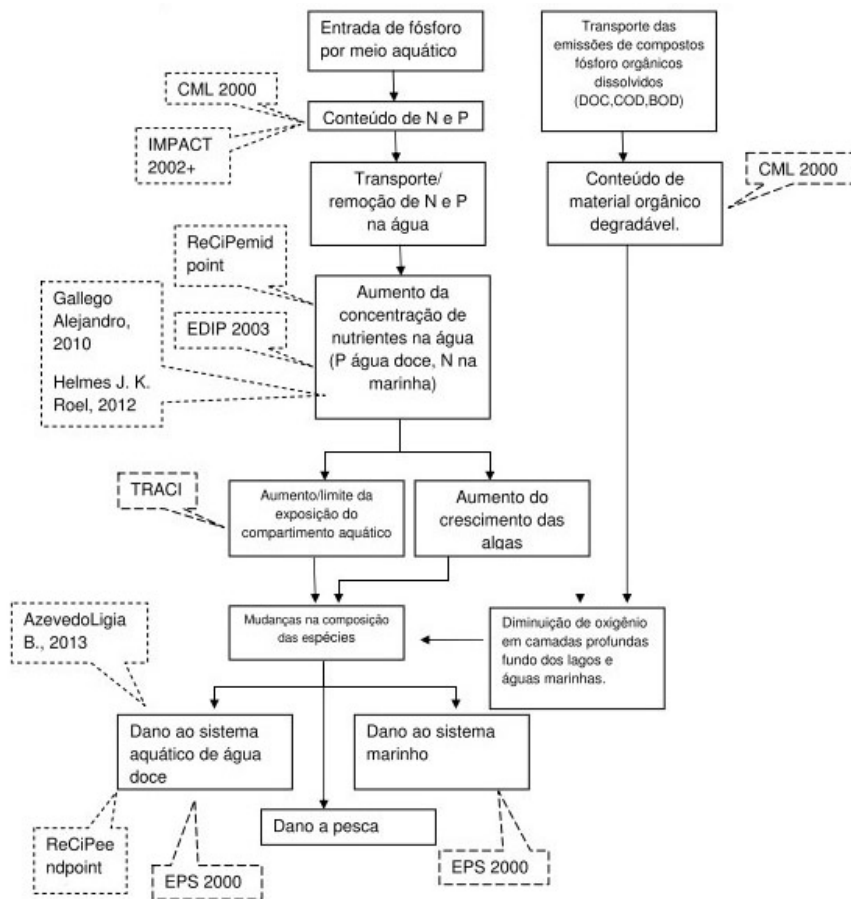 Entrada de fósforo
por meio aquático
Transporte das
emissões de compostos
fósforo orgânicos
dissolvidos
(DOC,COD,BOD)
CML 2000
Conteúdo de N e P
IMPACT
2002+
Transporte/
remoção de N e P
na água
Conteúdo de
material orgânico
degradável.
CML 2000
ReCiPemid
point
Gallego
Alejandro,
2010
Helmes J. K.
Roel, 2012
EDIP 2003
Aumento da
concentração de
nutrientes na água
(P água doce, N na
marinha)
TRACI
Aumento/limite da
exposição do
compartimento aquático
Aumento do
crescimento das
algas
AzevedoLigia
B., 2013
Mudanças na composição
das espécies
Diminuição de oxigênio
em camadas profundas
fundo dos lagos e
águas marinhas.
Dano ao sistema
aquático de água
doce
Dano ao sistema
marinho
ReCiPee
ndpoint
EPS 2000
Dano a pesca
EPS 2000